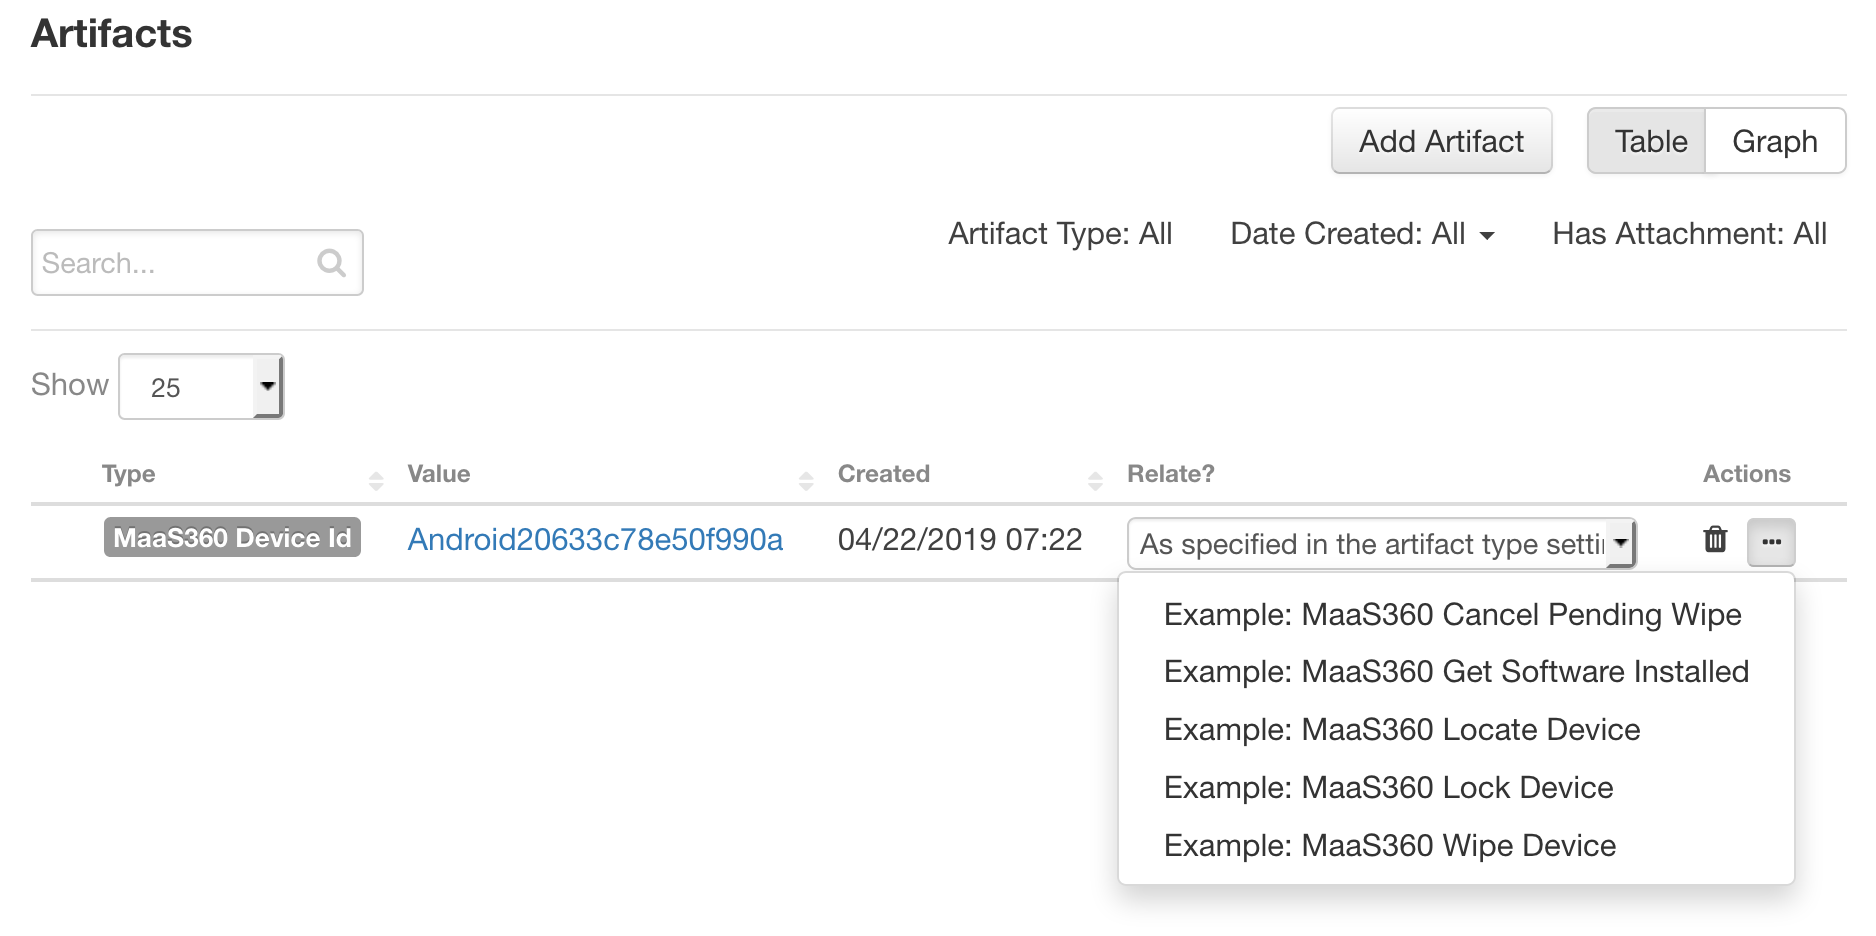 Artifacts
Add Artifact
Table
Graph
Artifact Type: All
Date Created: All
Has Attachment: All
Search...
Show 25
Type Value Created Relate? Actions
MaaS360 Device Id Android20633c78e50f990a 04/22/2019 07:22 As specified in the artifact type setti
Example: MaaS360 Cancel Pending Wipe
Example: MaaS360 Get Software Installed
Example: MaaS360 Locate Device
Example: MaaS360 Lock Device
Example: MaaS360 Wipe Device